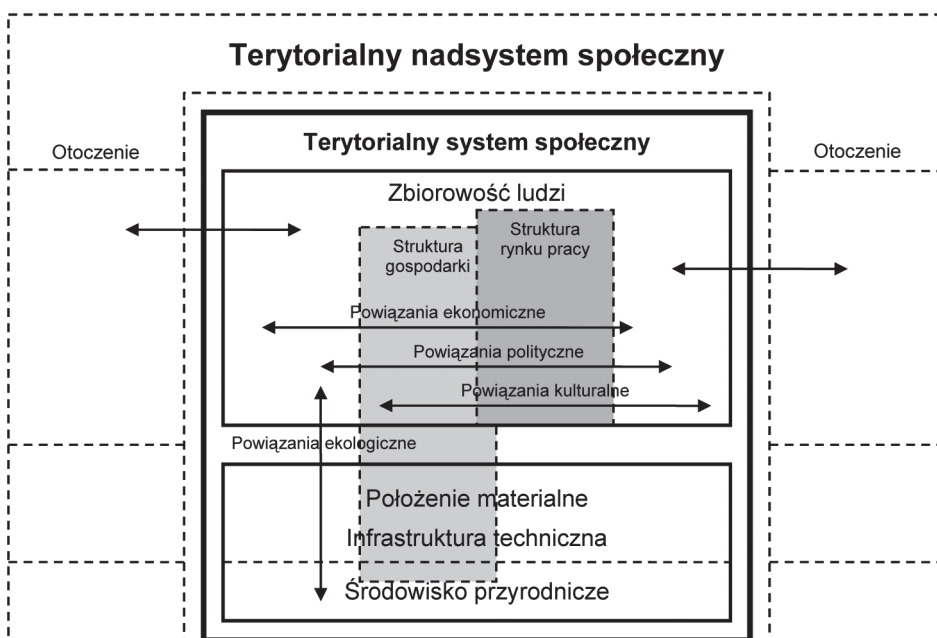 Terytorialny nadsystem społeczny
Otoczenie
Terytorialny system społeczny
Otoczenie
Zbiorowość ludzi
Struktura
gospodarki
Struktura
rynku pracy
Powiązania ekonomiczne
Powiązania polityczne
Powiązania kulturalne
Powiązania ekologiczne
Położenie materialne
Infrastruktura techniczna
Środowisko przyrodnicze